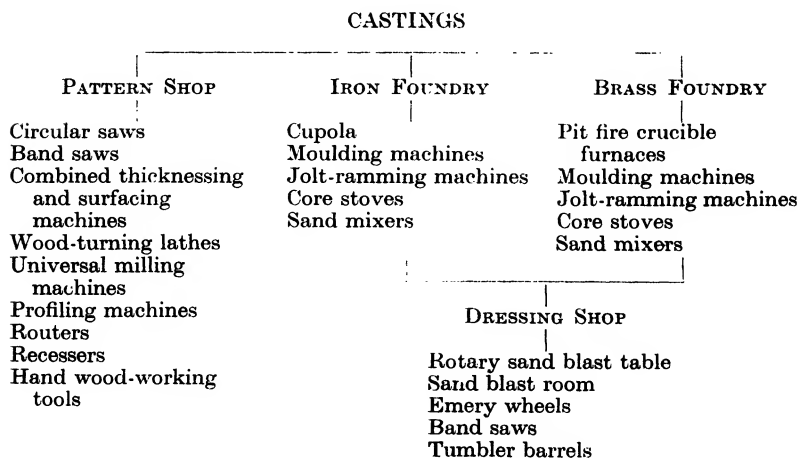 CASTINGS
PATTERN SHOP
Circular saws
Band saws
Combined thicknessing
and surfacing
machines
Wood-turning lathes
Universal milling
machines
Profiling machines
Routers
Recessers
Hand wood-working
tools
IRON FOUNDRY
Cupola
Moulding machines
Jolt-ramming machines
Core stoves
Sand mixers
BRASS FOUNDRY
Pit fire crucible
furnaces
Moulding machines
Jolt-ramming machines
Core stoves
Sand mixers
DRESSING SHOP
Rotary sand blast table
Sand blast room
Emery wheels
Band saws
Tumbler barrels